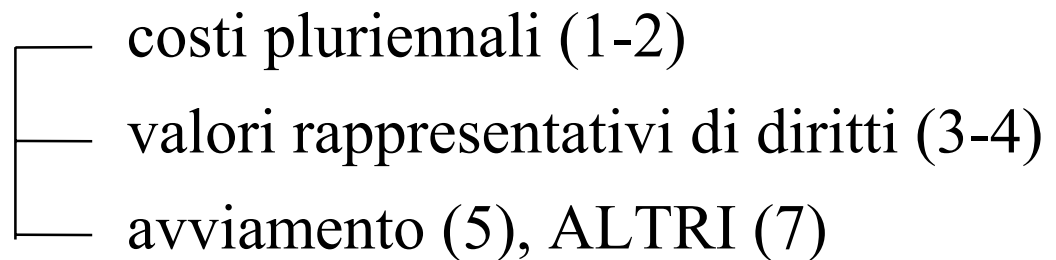 costi pluriennali (1-2)
valori rappresentativi di diritti (3-4)
avviamento (5), ALTRI (7)